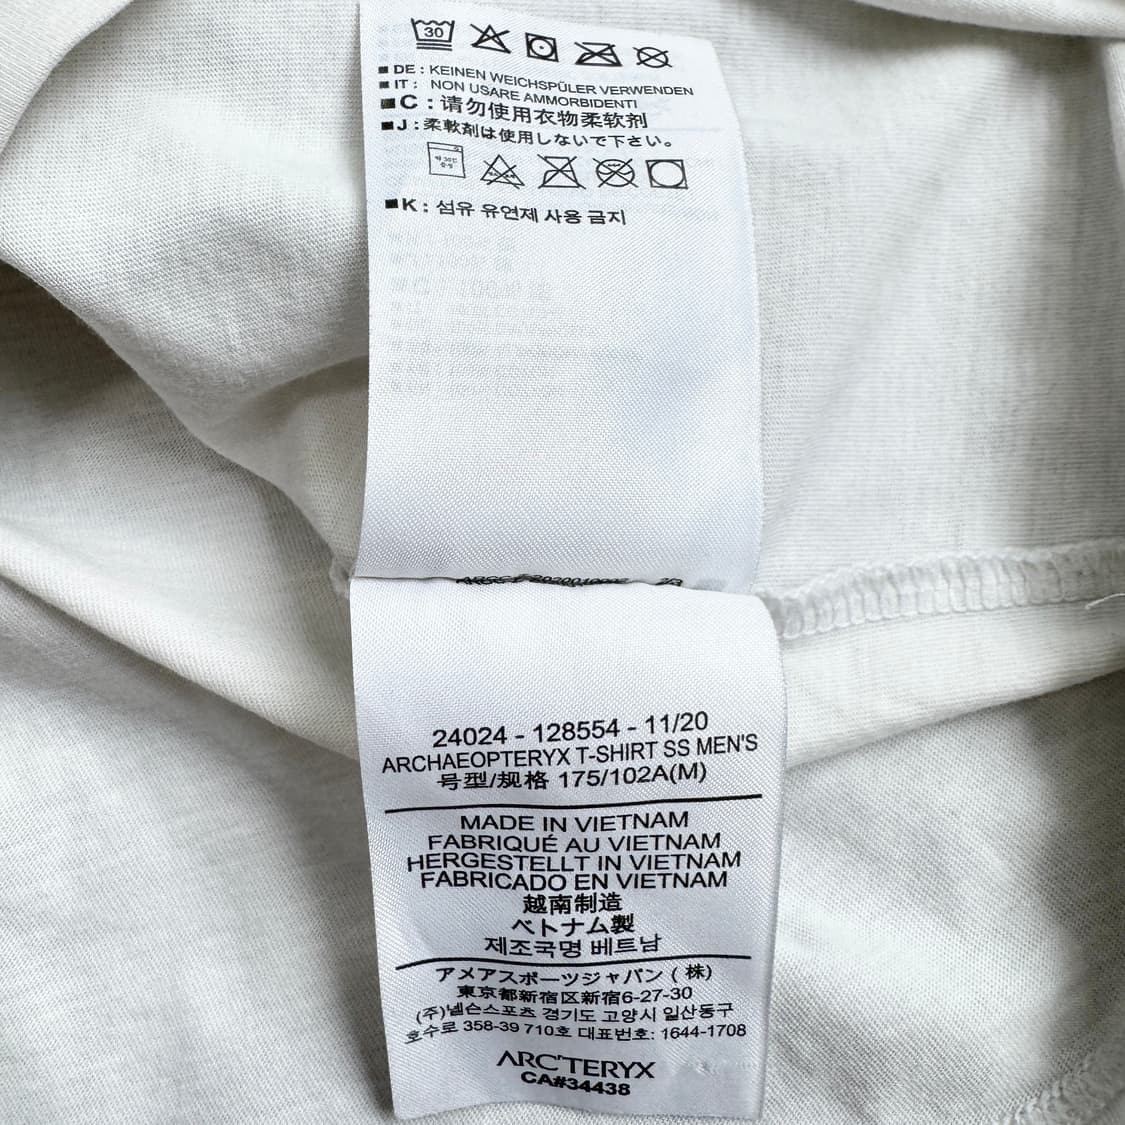 30
DE : KEINEN WEICHSPÜLER VERWENDEN
IT : NON USARE AMMORBIDENTI
C : 请勿使用衣物柔软剂
J : 柔軟剤は使用しないで下さい。
K : 섬유 유연제 사용 금지
24024 - 128554 - 11/20
ARCHAEOPTERYX T-SHIRT SS MEN'S
号型/规格 175/102A(M)
MADE IN VIETNAM
FABRIQUÉ AU VIETNAM
HERGESTELLT IN VIETNAM
FABRICADO EN VIETNAM
越南制造
ベトナム製
제조국명 베트남
アメアスポーツジャパン ( 株)
東京都新宿区新宿6-27-30
(주)넬슨스포츠 경기도 고양시 일산동구
호수로 358-39 710호 대표번호: 1644-1708
ARC'TERYX
CA#34438